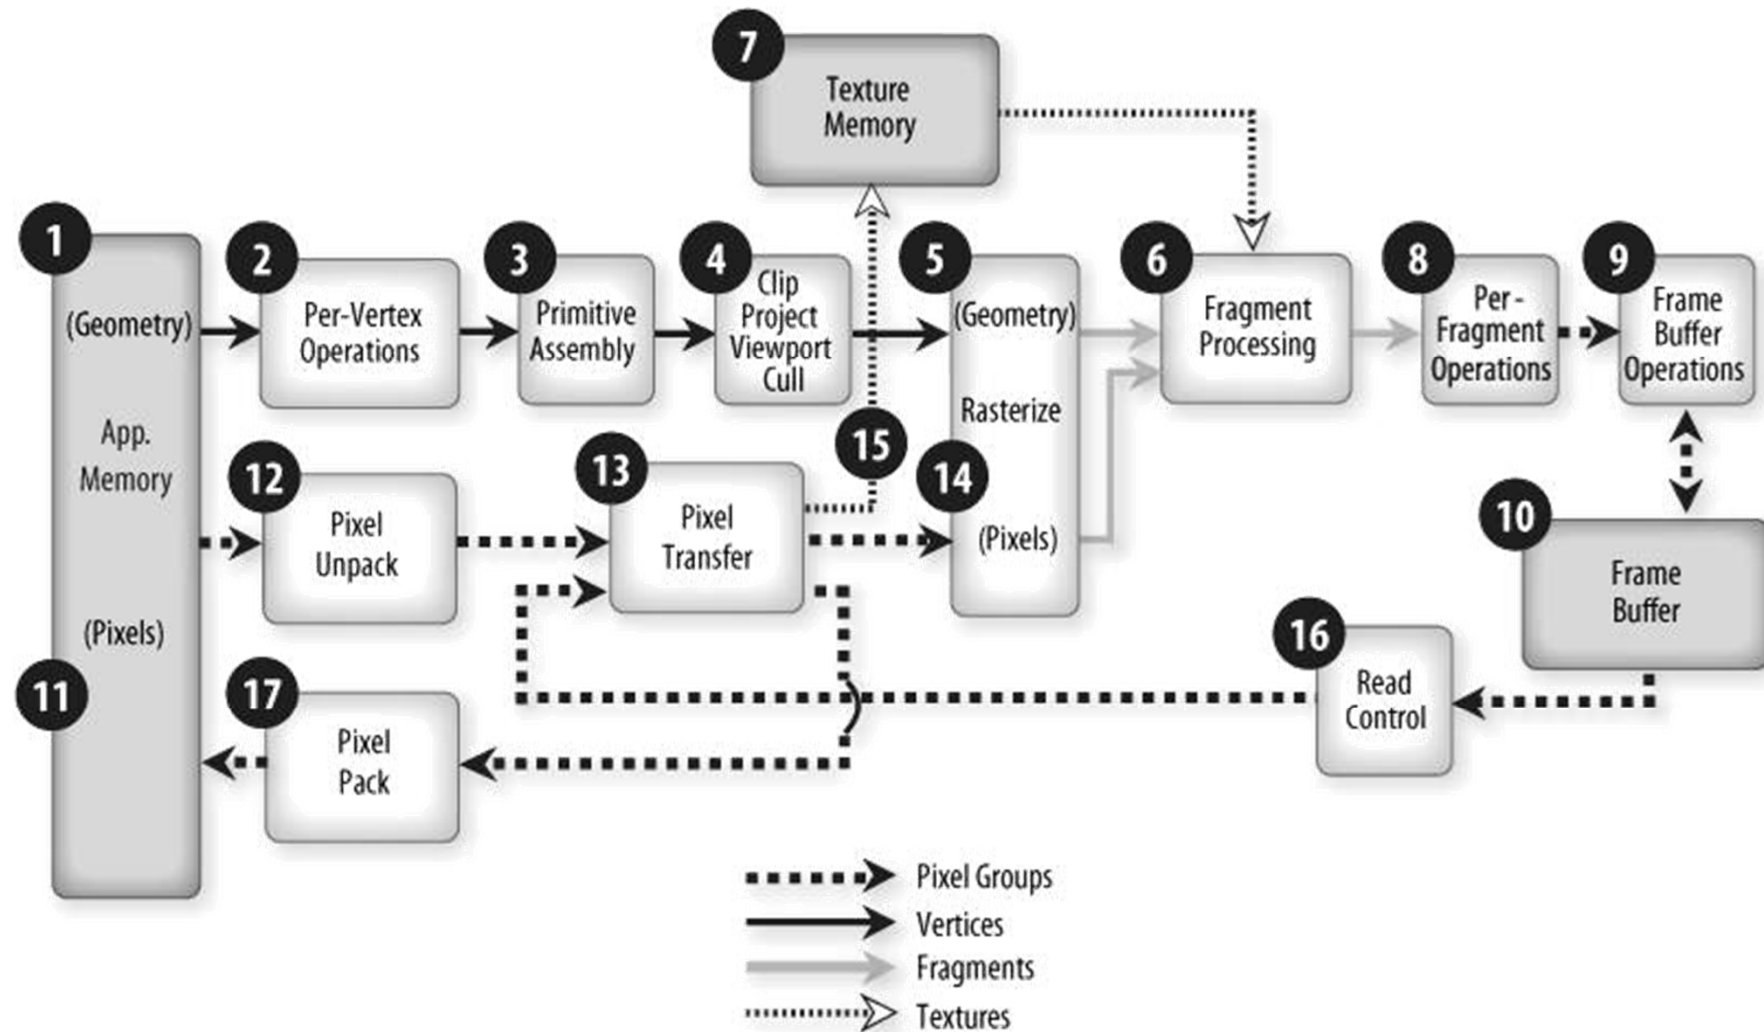 7
Texture
Memory
1
(Geometry)
App.
Memory
(Pixels)
11
2
Per-Vertex
Operations
3
Primitive
Assembly
4
Clip
Project
Viewport
Cull
5
(Geometry)
Rasterize
14
(Pixels)
6
Fragment
Processing
8
Per-
Fragment
Operations
9
Frame
Buffer
Operations
12
Pixel
Unpack
13
Pixel
Transfer
15
10
Frame
Buffer
16
Read
Control
17
Pixel
Pack
Pixel Groups
Vertices
Fragments
Textures